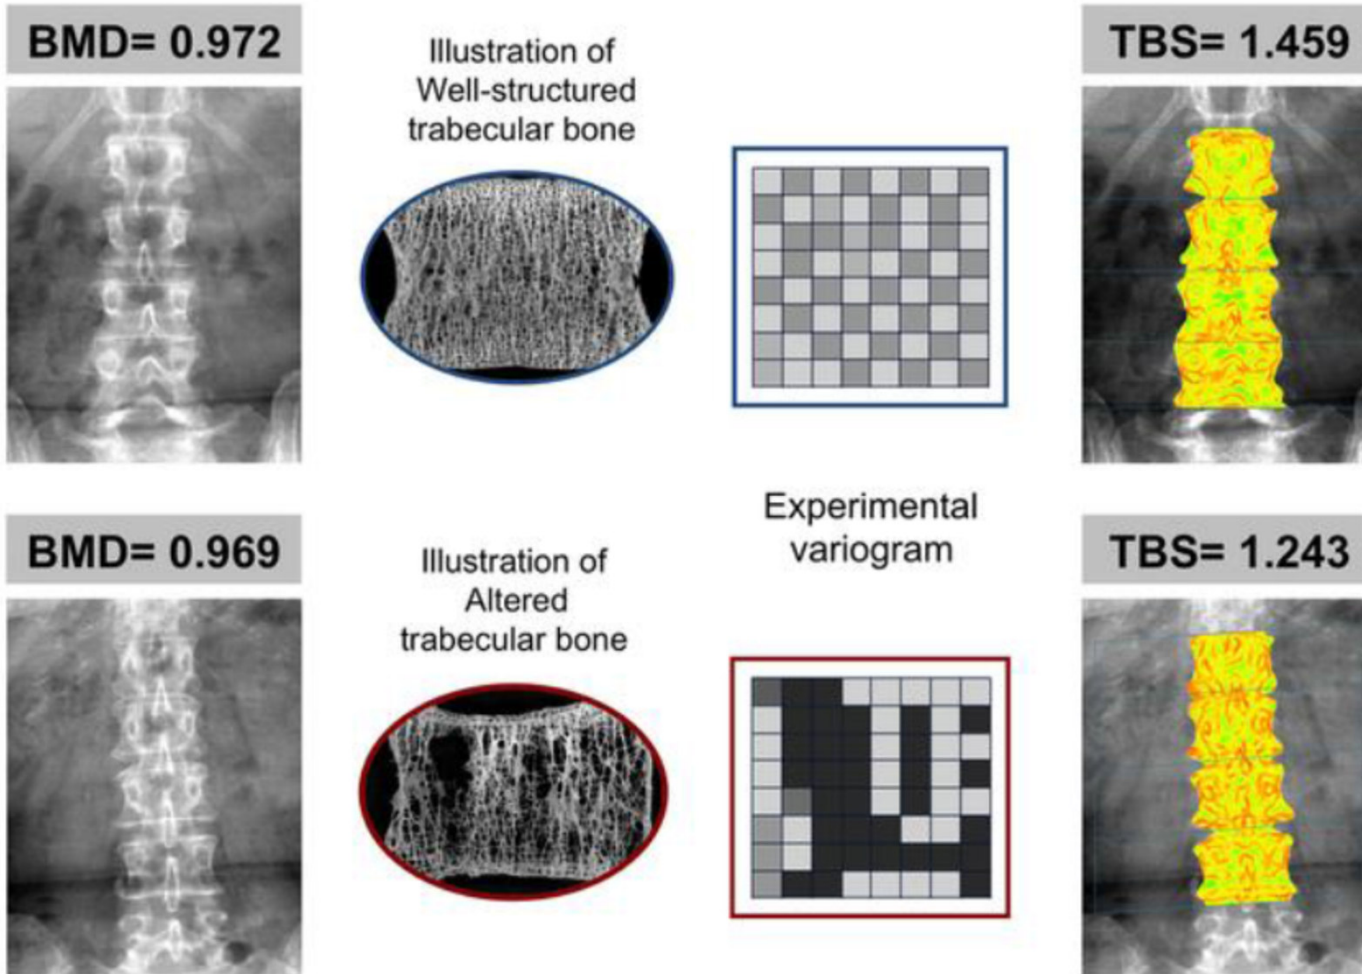 BMD= 0.972
Illustration of
Well-structured
trabecular bone
TBS= 1.459
Experimental
variogram
BMD= 0.969
Illustration of
Altered
trabecular bone
TBS= 1.243